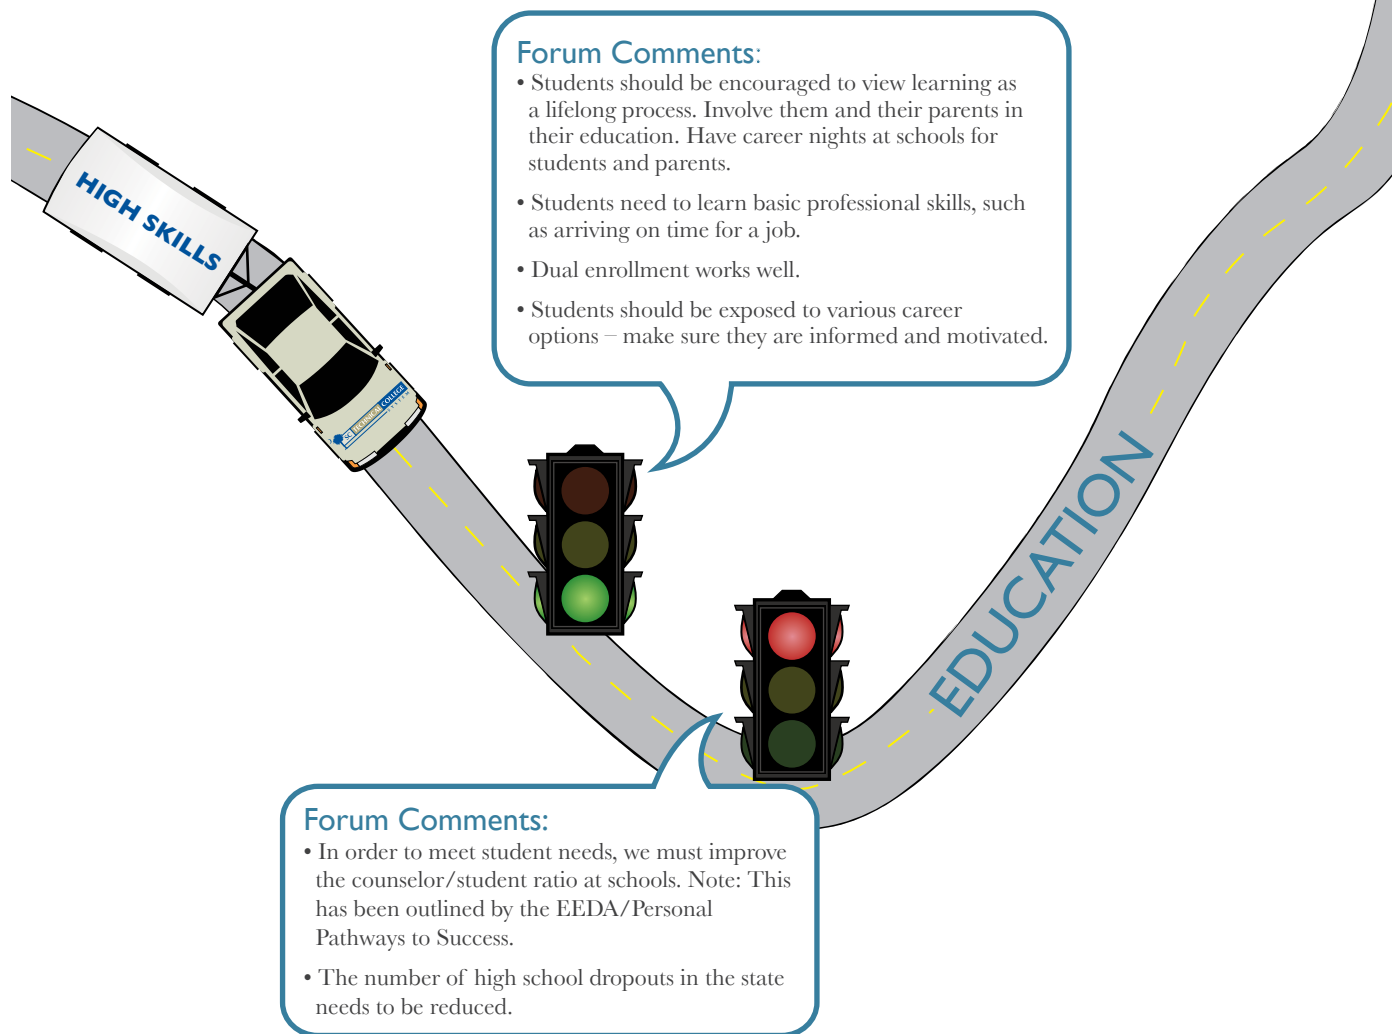 Forum Comments:
• Students should be encouraged to view learning as
a lifelong process. Involve them and their parents in
their education. Have career nights at schools for
students and parents.
• Students need to learn basic professional skills, such
as arriving on time for a job.
• Dual enrollment works well.
• Students should be exposed to various career
options – make sure they are informed and motivated.
HIGH SKILLS
SC TECHNICAL COLLEGE
SYSTEM
EDUCATION
Forum Comments:
• In order to meet student needs, we must improve
the counselor/student ratio at schools. Note: This
has been outlined by the EEDA/Personal
Pathways to Success.
• The number of high school dropouts in the state
needs to be reduced.